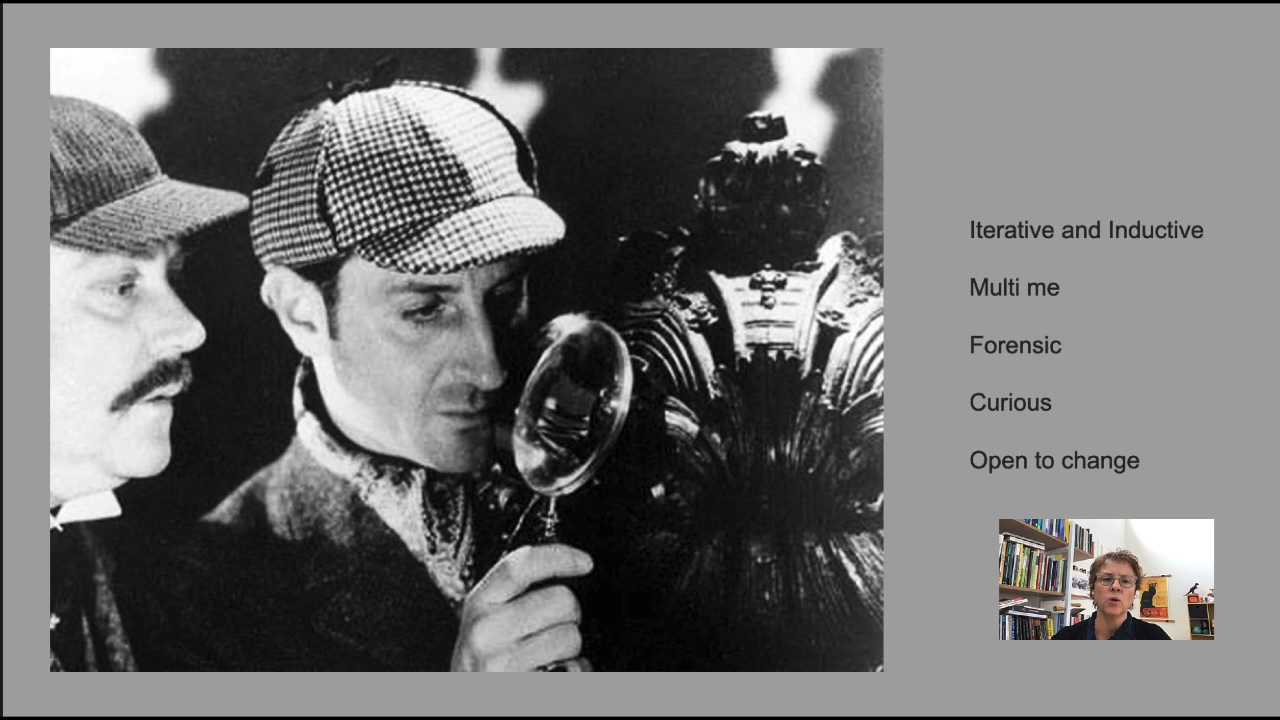 Iterative and Inductive
Multi me
Forensic
Curious
Open to change